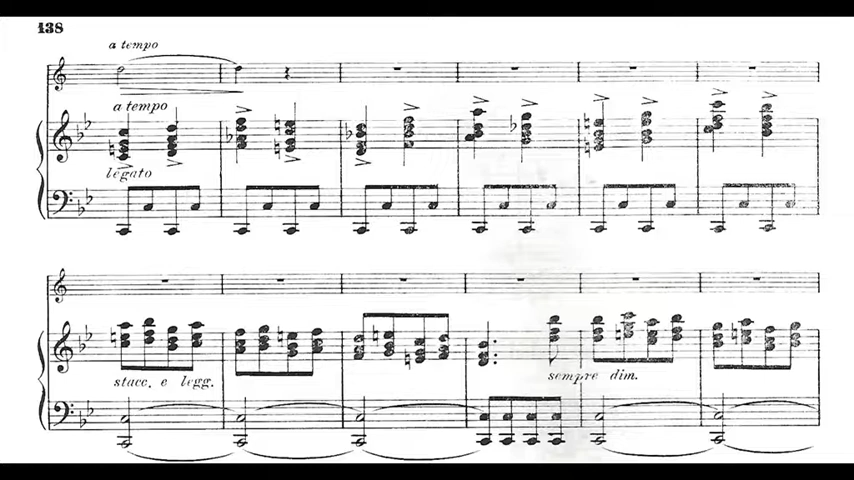 138
a tempo
a tempo
legato
stacc. e legg.
sempre dim.